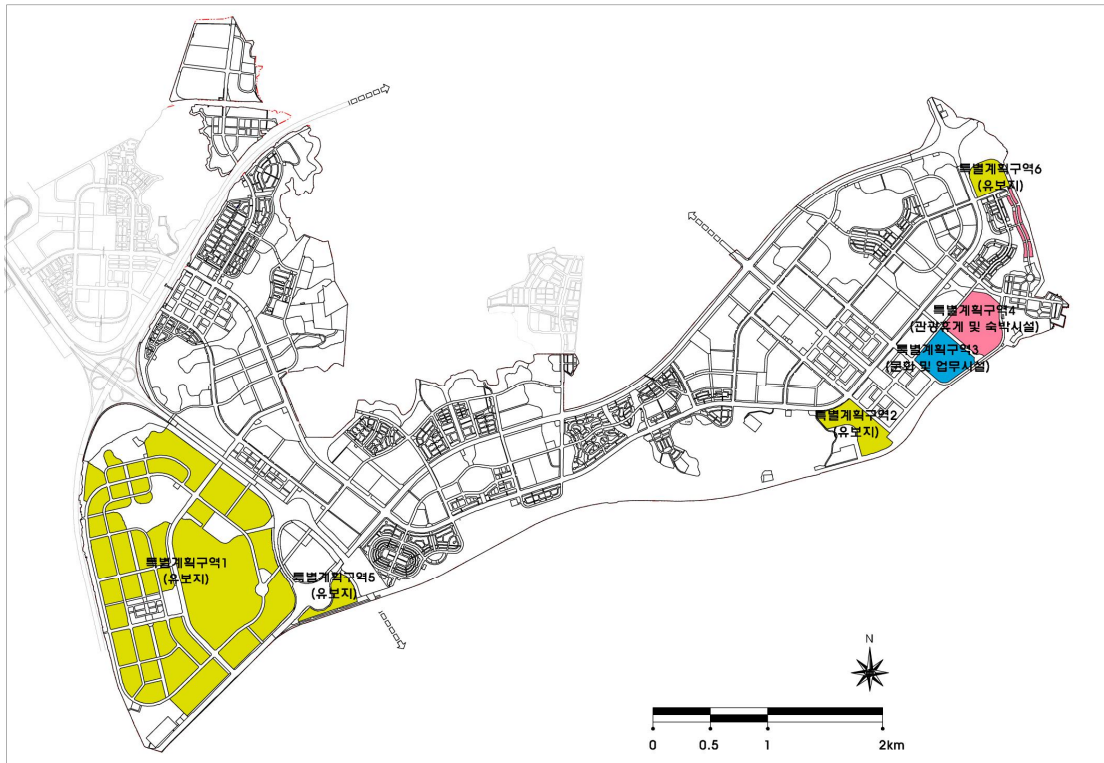 특별계획구역6
(유보지)
특별계획구역4
(관광휴게 및 숙박시설)
특별계획구역3
(문화 및 업무시설)
특별계획구역2
(유보지)
특별계획구역1
(유보지)
특별계획구역5
(유보지)
N
0 0.5 1 2km